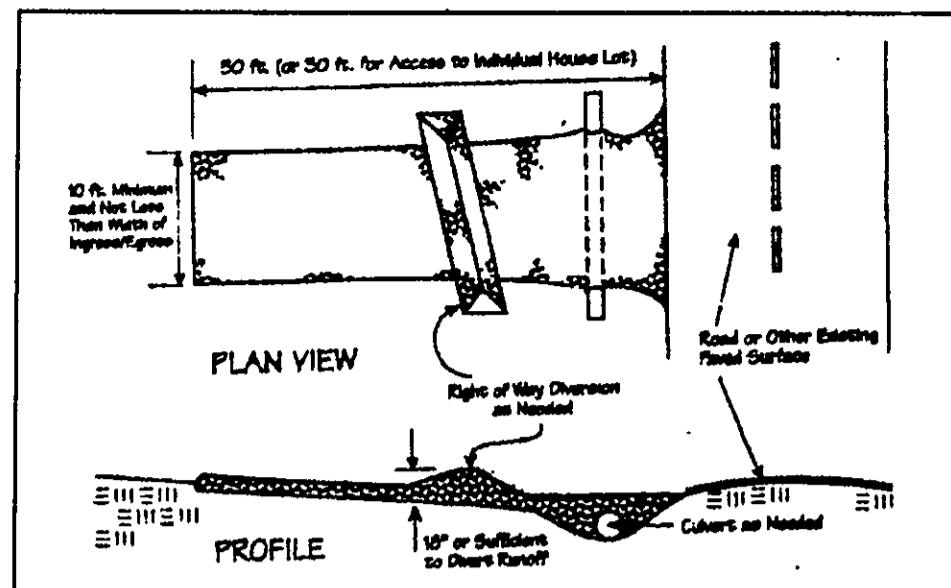 ft. (or ft. for Access to Individual House Lot)
10 ft. Minimum
and Not Less
Than Width of
Ingress/Egress
PLAN VIEW
Road or Other Existing
Paved Surface
Right of Way Diversion
as Needed
Culvert as Needed
18" or Sufficient
to Divert Runoff
PROFILE